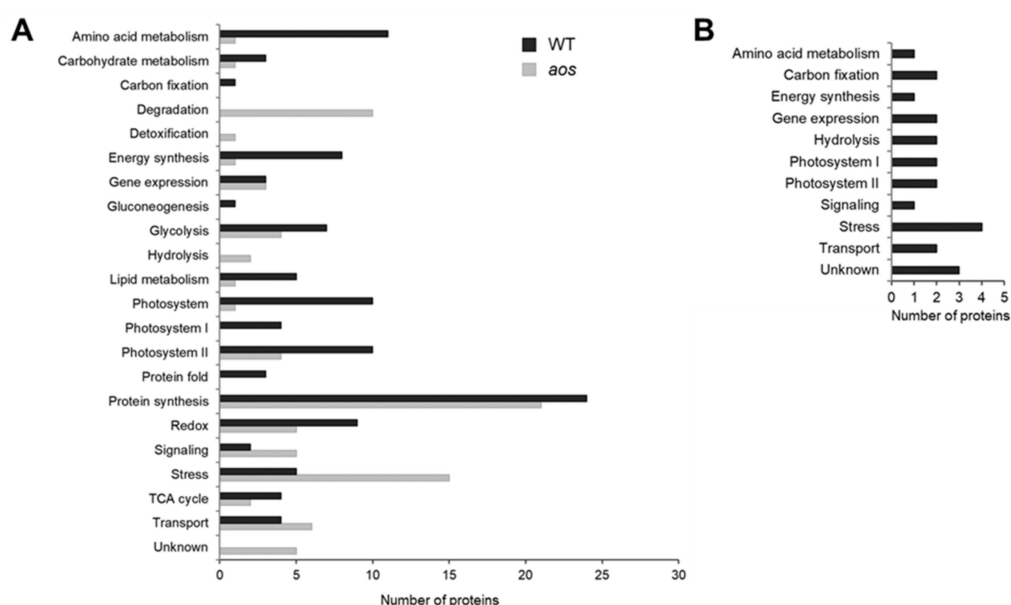 A
Amino acid metabolism
Carbohydrate metabolism
Carbon fixation
Degradation
Detoxification
Energy synthesis
Gene expression
Gluconeogenesis
Glycolysis
Hydrolysis
Lipid metabolism
Photosystem
Photosystem I
Photosystem II
Protein fold
Protein synthesis
Redox
Signaling
Stress
TCA cycle
Transport
Unknown
0 5 10 15 20 25 30
Number of proteins
WT
aos
B
Amino acid metabolism
Carbon fixation
Energy synthesis
Gene expression
Hydrolysis
Photosystem I
Photosystem II
Signaling
Stress
Transport
Unknown
0 1 2 3 4 5
Number of proteins